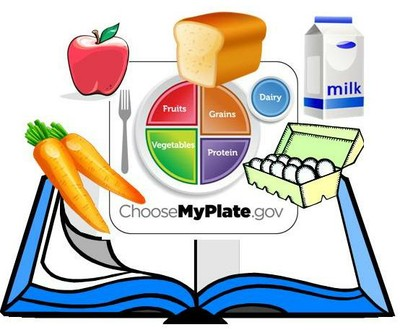 milk
Dairy
Fruits
Grains
Vegetables
Protein
ChooseMyPlate.gov